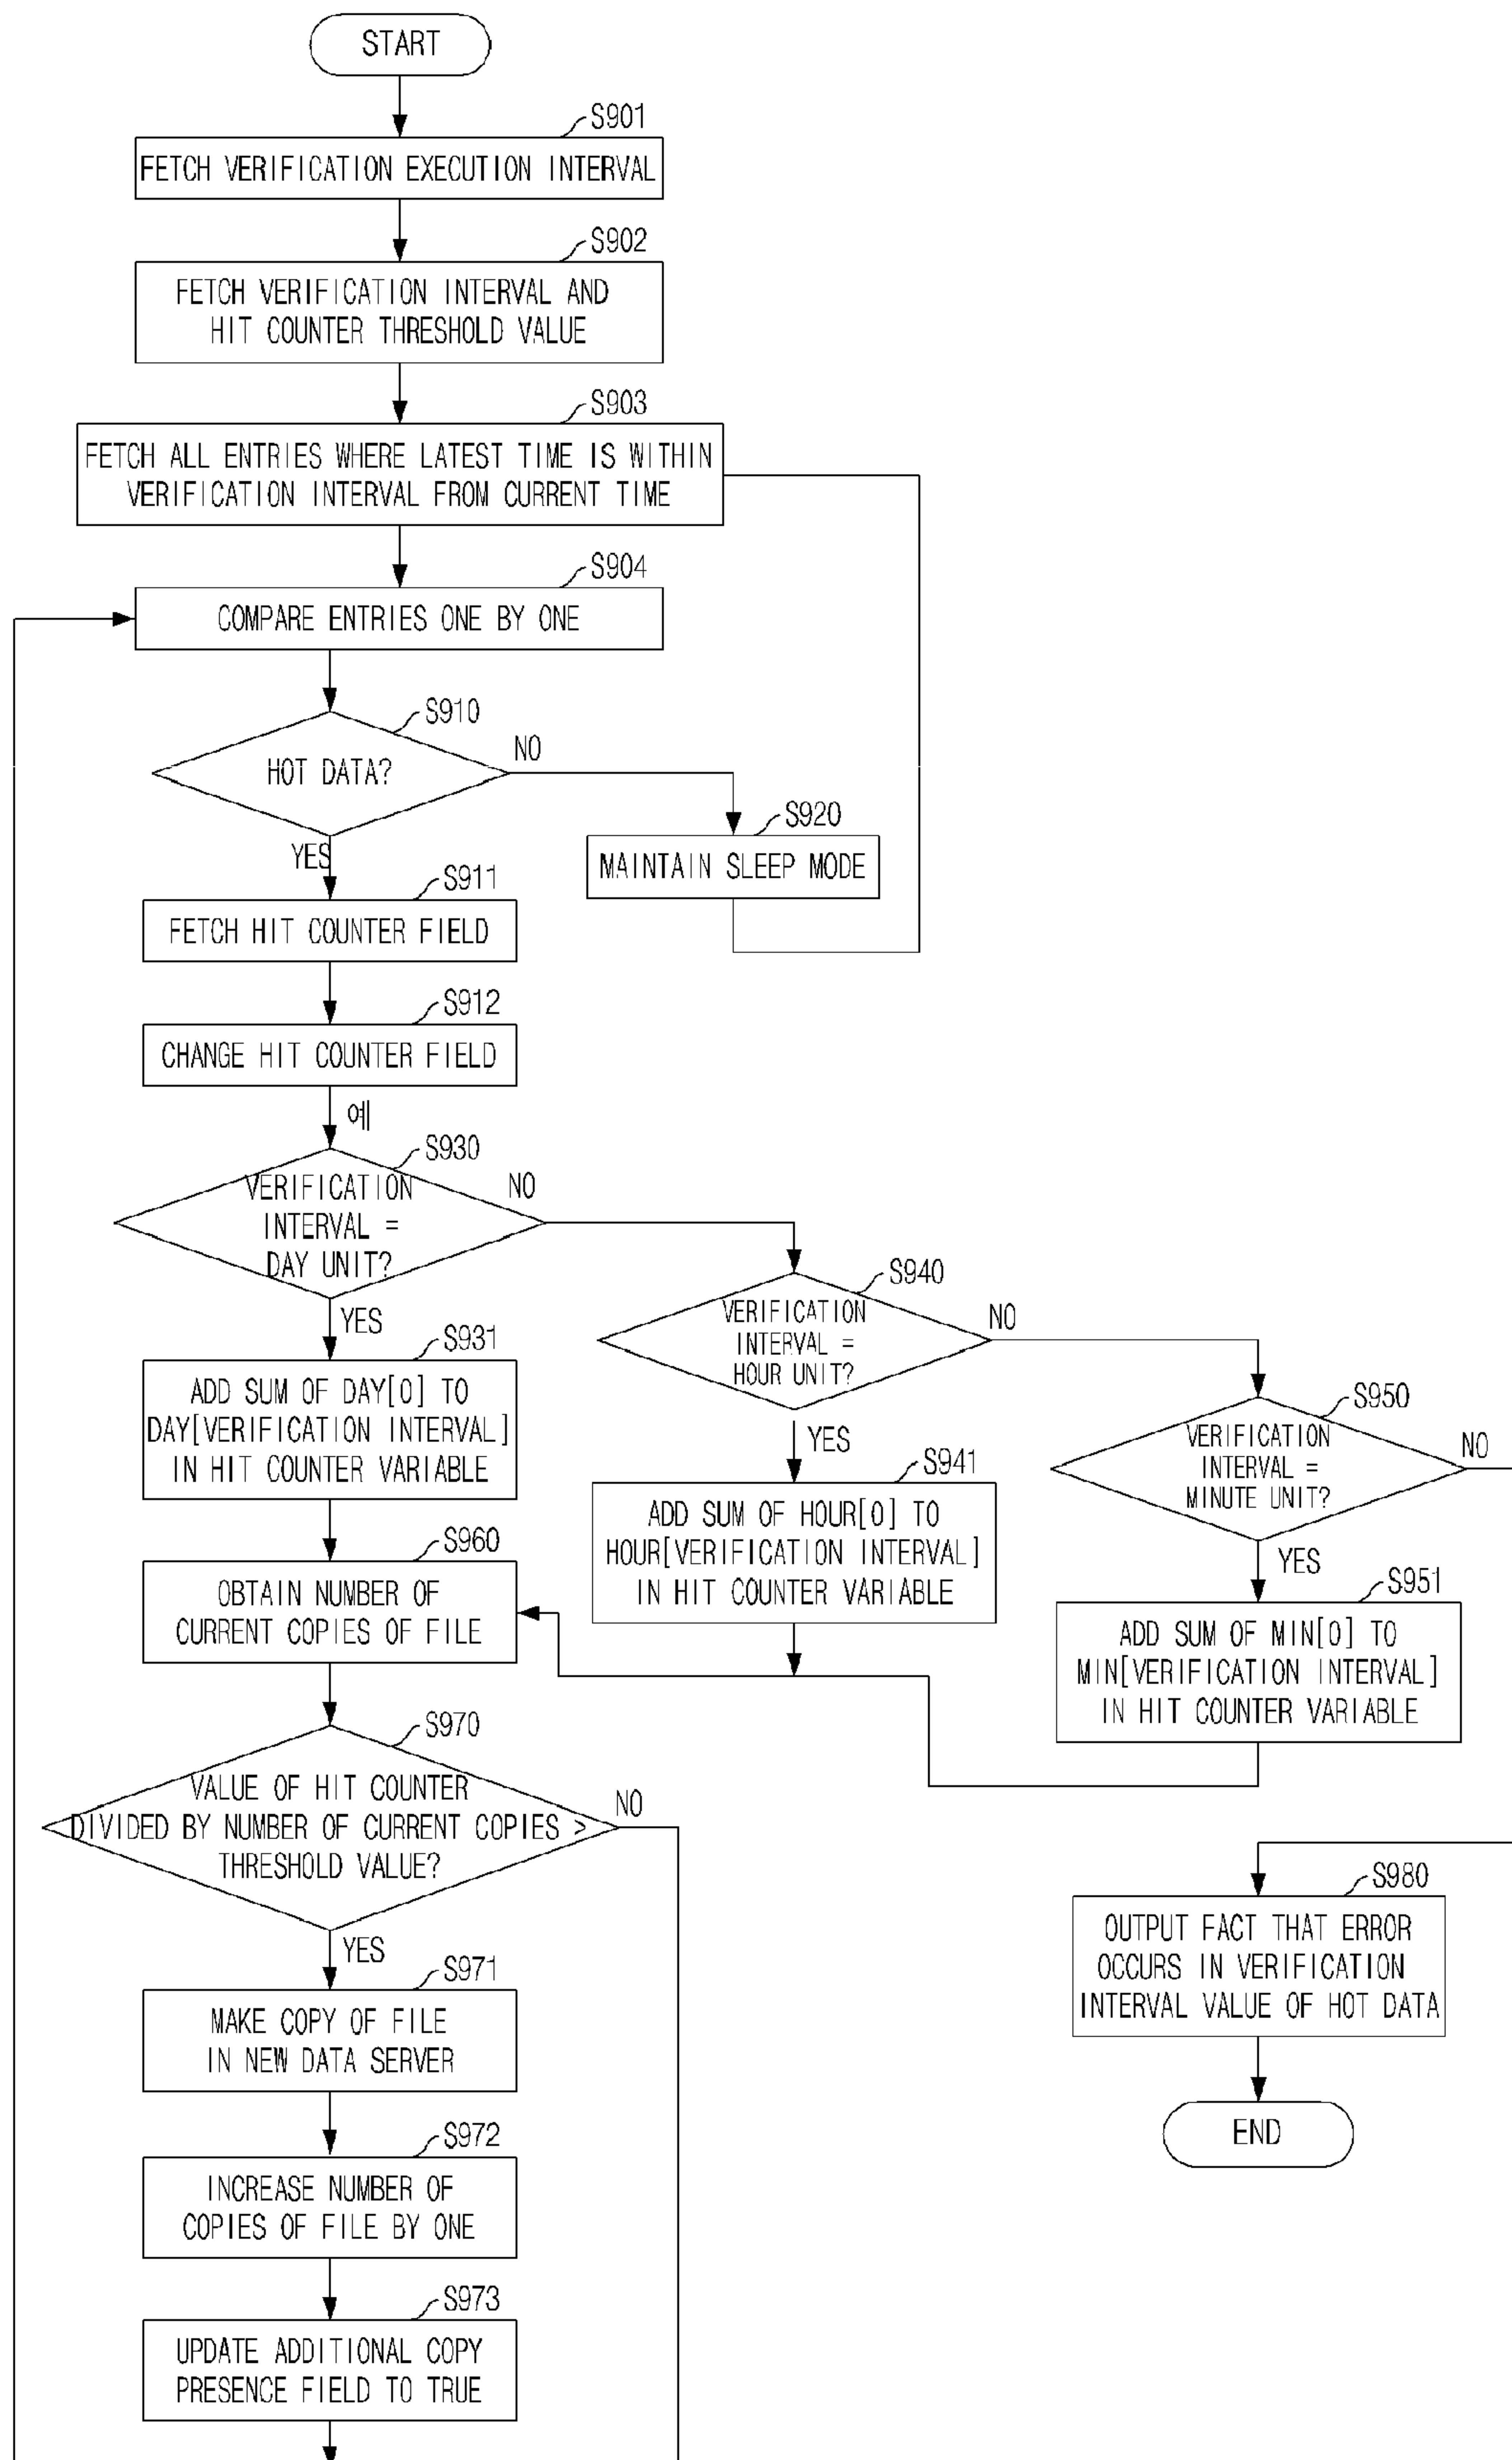 START
S901
FETCH VERIFICATION EXECUTION INTERVAL
S902
FETCH VERIFICATION INTERVAL AND
HIT COUNTER THRESHOLD VALUE
S903
FETCH ALL ENTRIES WHERE LATEST TIME IS WITHIN
VERIFICATION INTERVAL FROM CURRENT TIME
S904
COMPARE ENTRIES ONE BY ONE
S910
HOT DATA?
NO
YES
S920
MAINTAIN SLEEP MODE
S911
FETCH HIT COUNTER FIELD
S912
CHANGE HIT COUNTER FIELD
예
S930
VERIFICATION
INTERVAL =
DAY UNIT?
NO
YES
S940
VERIFICATION
INTERVAL =
HOUR UNIT?
NO
YES
S950
VERIFICATION
INTERVAL =
MINUTE UNIT?
NO
YES
S931
ADD SUM OF DAY[0] TO
DAY[VERIFICATION INTERVAL]
IN HIT COUNTER VARIABLE
S941
ADD SUM OF HOUR[0] TO
HOUR[VERIFICATION INTERVAL]
IN HIT COUNTER VARIABLE
S951
ADD SUM OF MIN[0] TO
MIN[VERIFICATION INTERVAL]
IN HIT COUNTER VARIABLE
S960
OBTAIN NUMBER OF
CURRENT COPIES OF FILE
S970
VALUE OF HIT COUNTER
DIVIDED BY NUMBER OF CURRENT COPIES >
THRESHOLD VALUE?
NO
YES
S980
OUTPUT FACT THAT ERROR
OCCURS IN VERIFICATION
INTERVAL VALUE OF HOT DATA
END
S971
MAKE COPY OF FILE
IN NEW DATA SERVER
S972
INCREASE NUMBER OF
COPIES OF FILE BY ONE
S973
UPDATE ADDITIONAL COPY
PRESENCE FIELD TO TRUE